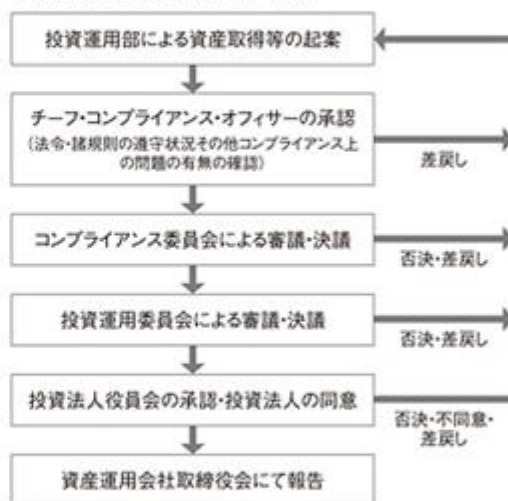 投資運用部による資産取得等の起案
チーフ・コンプライアンス・オフィサーの承認
(法令・諸規則の遵守状況その他コンプライアンス上
の問題の有無の確認)
差戻し
コンプライアンス委員会による審議・決議
否決・差戻し
投資運用委員会による審議・決議
否決・差戻し
投資法人役員会の承認・投資法人の同意
否決・不同意・
差戻し
資産運用会社取締役会にて報告